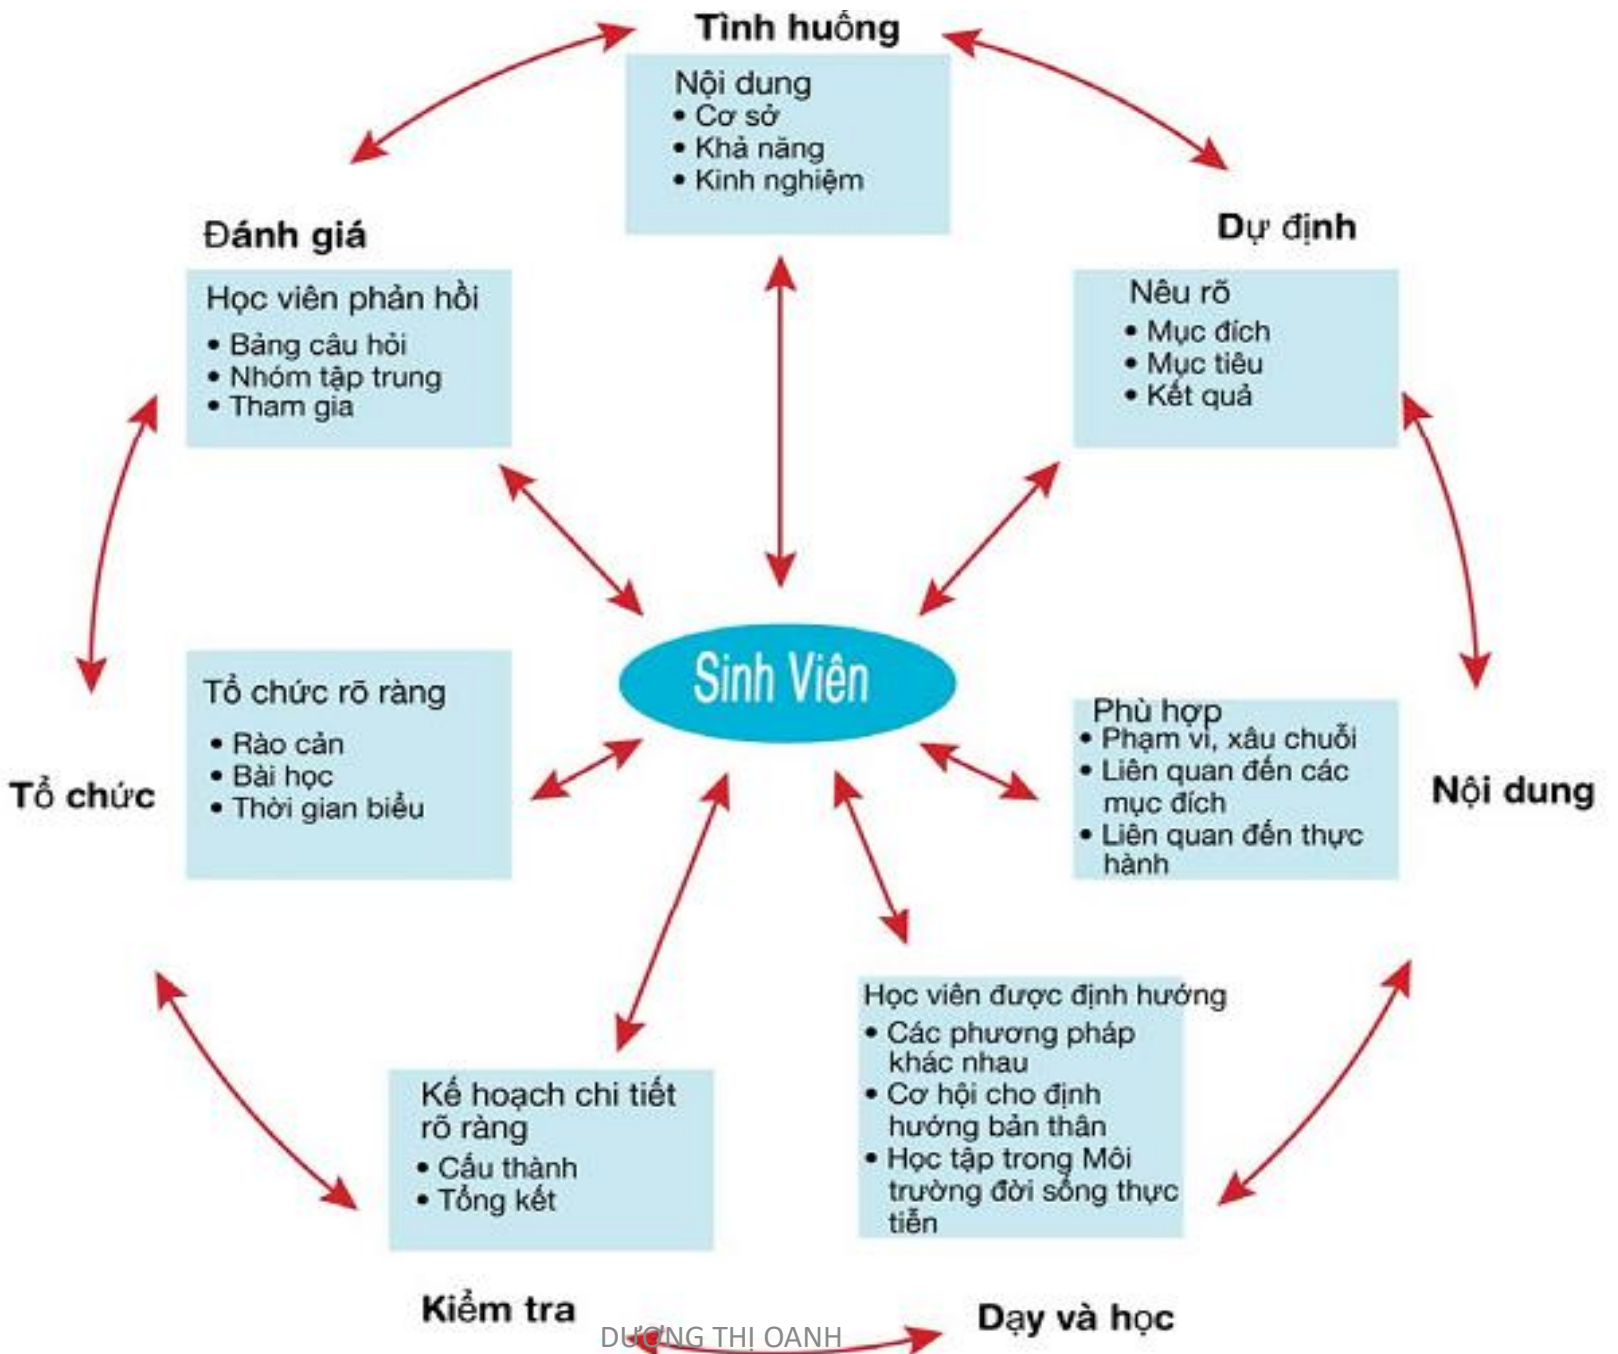 Tình huống
Nội dung
• Cơ sở
• Khả năng
• Kinh nghiệm
Dự định
Nêu rõ
• Mục đích
• Mục tiêu
• Kết quả
Nội dung
Phù hợp
• Phạm vi, xâu chuỗi
• Liên quan đến các
mục đích
• Liên quan đến thực
hành
Dạy và học
Học viên được định hướng
• Các phương pháp
khác nhau
• Cơ hội cho định
hướng bản thân
• Học tập trong Môi
trường đời sống thực
tiễn
Kiểm tra
Kế hoạch chi tiết
rõ ràng
• Cấu thành
• Tổng kết
Tổ chức
Tổ chức rõ ràng
• Rào cản
• Bài học
• Thời gian biểu
Đánh giá
Học viên phản hồi
• Bảng câu hỏi
• Nhóm tập trung
• Tham gia
Sinh Viên
DƯƠNG THỊ OANH